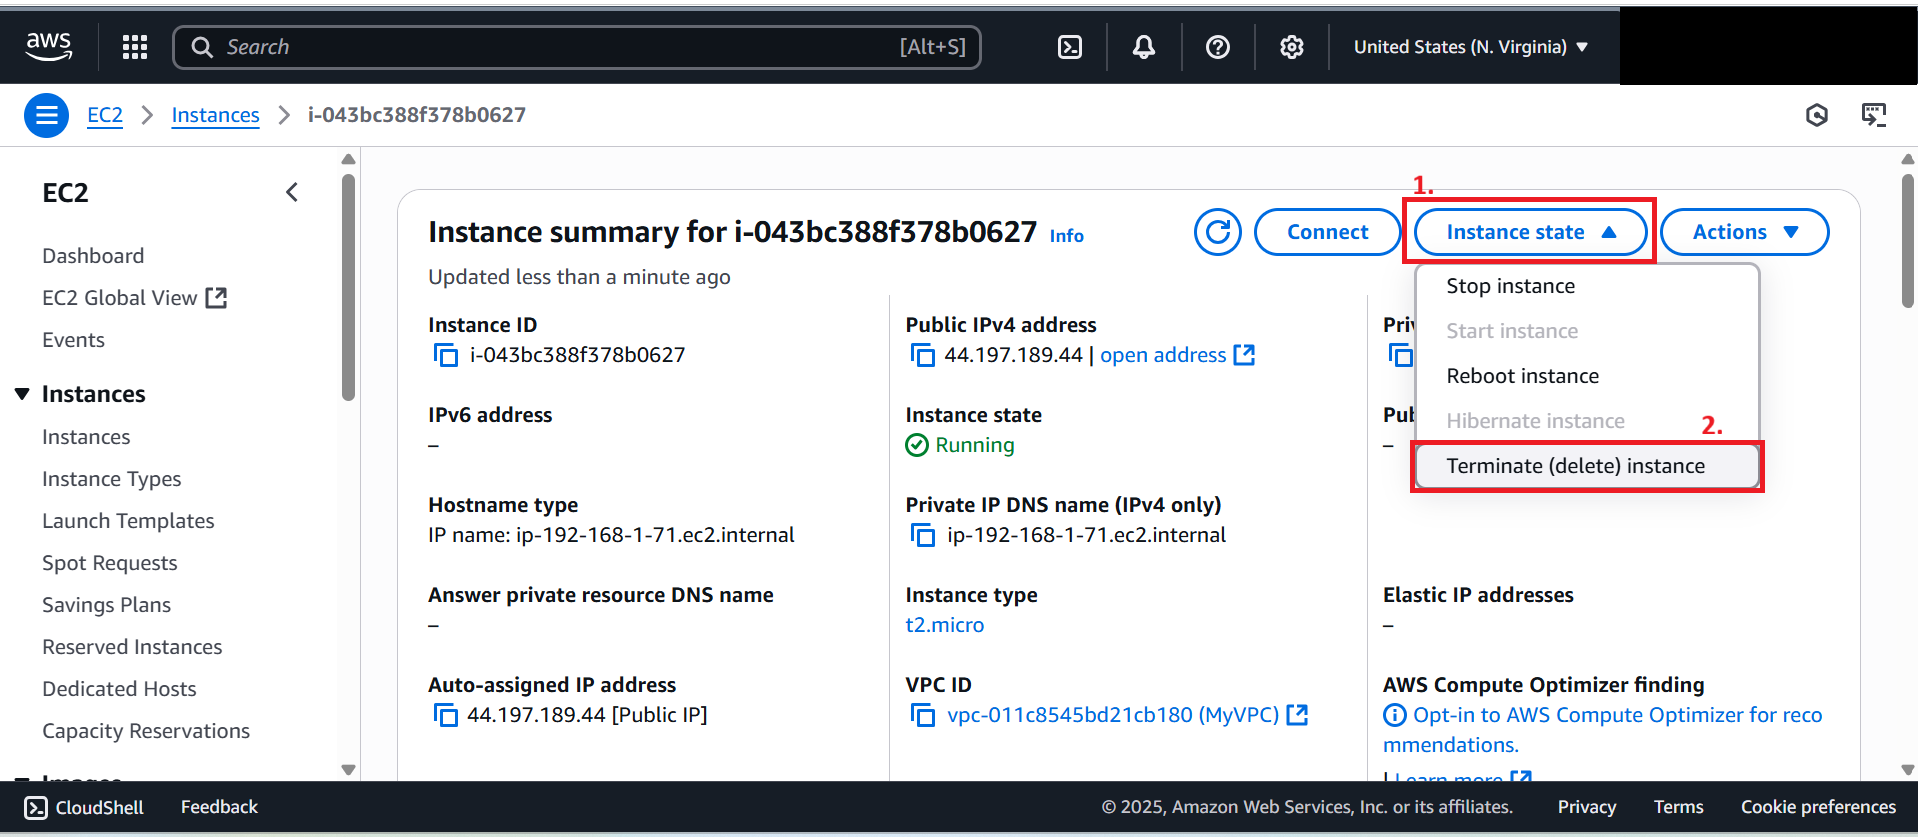 aws
Search [Alt+S]
United States (N. Virginia)
EC2
Instances
i-043bc388f378b0627
EC2
Dashboard
EC2 Global View
Events
Instances
Instances
Instance Types
Launch Templates
Spot Requests
Savings Plans
Reserved Instances
Dedicated Hosts
Capacity Reservations
Images
1.
Instance summary for i-043bc388f378b0627 Info
Updated less than a minute ago
Connect
Instance state
Actions
Stop instance
Start instance
Reboot instance
Hibernate instance
2.
Terminate (delete) instance
Instance ID
i-043bc388f378b0627
IPv6 address
–
Hostname type
IP name: ip-192-168-1-71.ec2.internal
Answer private resource DNS name
–
Auto-assigned IP address
44.197.189.44 [Public IP]
Public IPv4 address
44.197.189.44 | open address
Instance state
Running
Private IP DNS name (IPv4 only)
ip-192-168-1-71.ec2.internal
Instance type
t2.micro
VPC ID
vpc-011c8545bd21cb180 (MyVPC)
–
Elastic IP addresses
–
AWS Compute Optimizer finding
Opt-in to AWS Compute Optimizer for reco
mmendations.
| Learn more
CloudShell
Feedback
© 2025, Amazon Web Services, Inc. or its affiliates.
Privacy
Terms
Cookie preferences